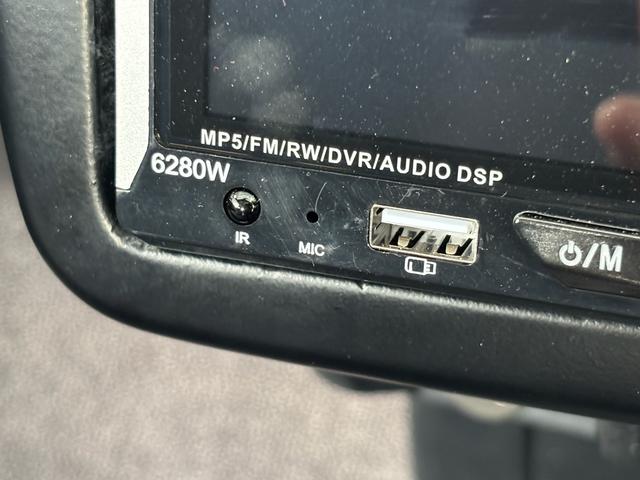 MP5/FM/RW/DVR/AUDIO DSP
6280W
IR
MIC
⏻/M